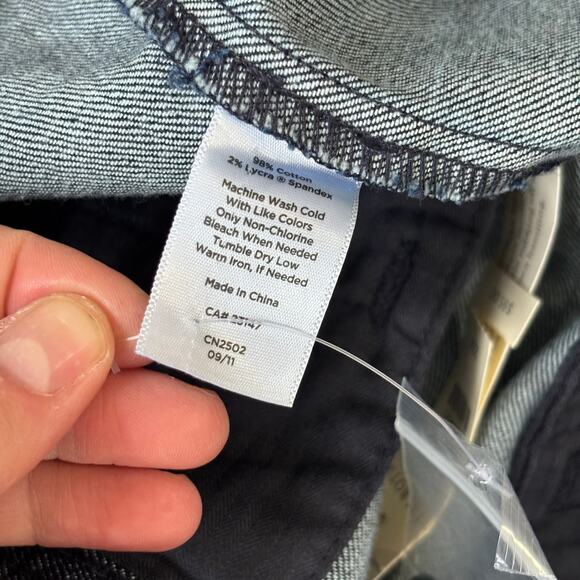 98% Cotton
2% Lycra ® Spandex
Machine Wash Cold
With Like Colors
Only Non-Chlorine
Bleach When Needed
Tumble Dry Low
Warm Iron, If Needed
Made in China
CA# 23147
CN2502
09/11